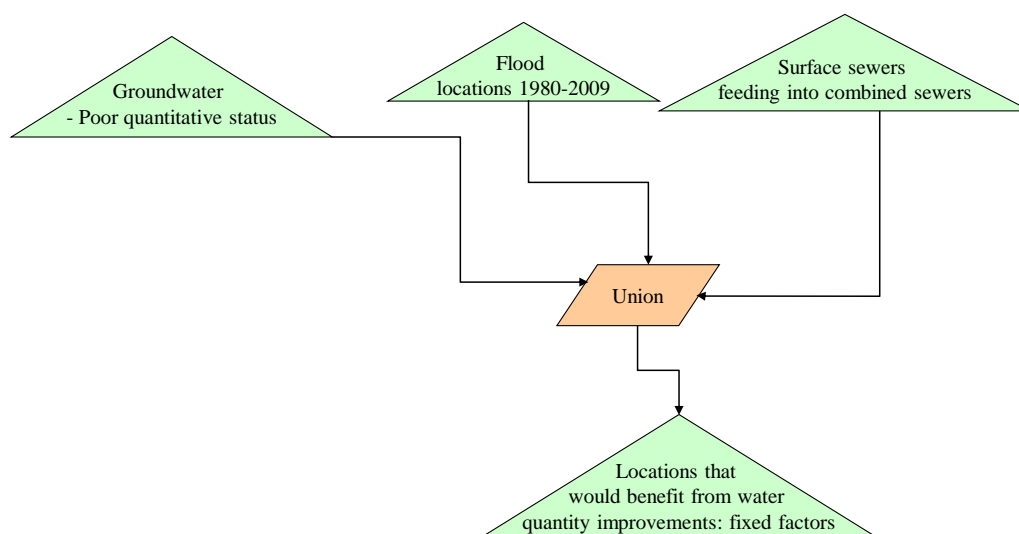 Groundwater
- Poor quantitative status
Flood
locations 1980-2009
Surface sewers
feeding into combined sewers
Union
Locations that
would benefit from water
quantity improvements: fixed factors